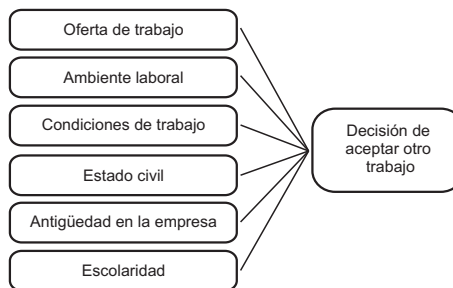 Oferta de trabajo
Ambiente laboral
Condiciones de trabajo
Estado civil
Antigüedad en la empresa
Escolaridad
Decisión de
aceptar otro
trabajo